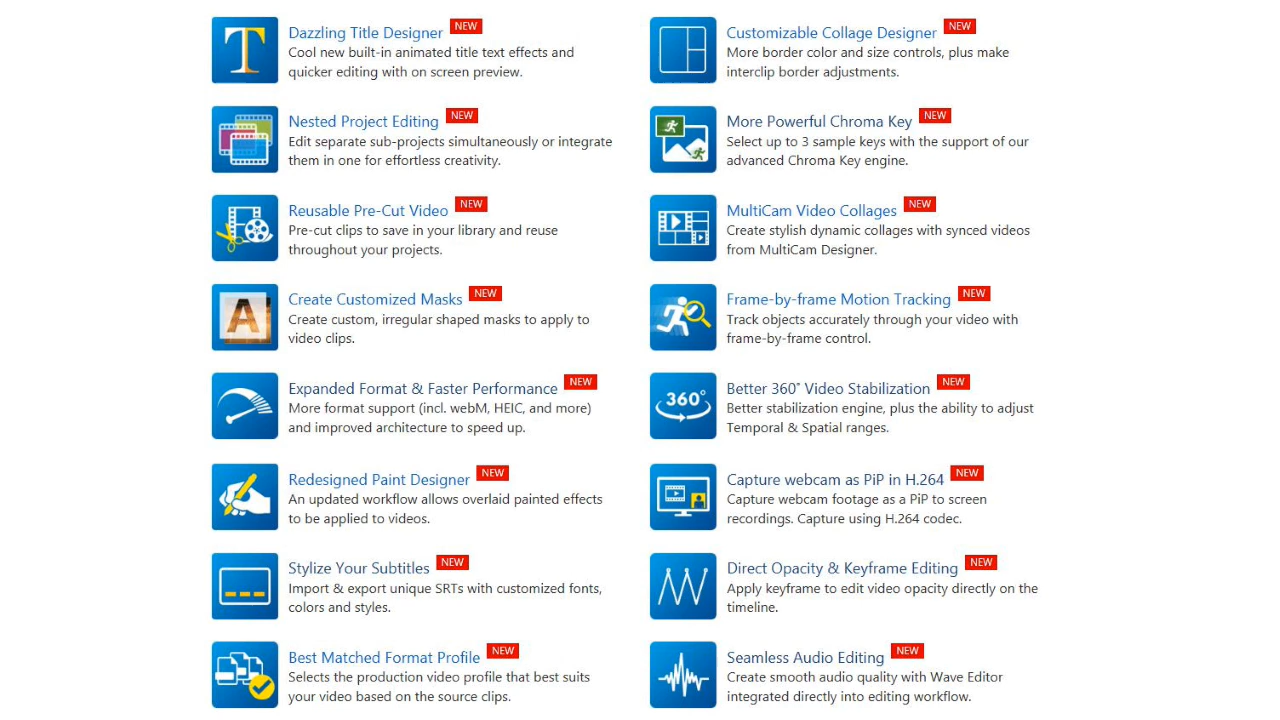 Dazzling Title Designer NEW
Cool new built-in animated title text effects and
quicker editing with on screen preview.
Customizable Collage Designer NEW
More border color and size controls, plus make
interclip border adjustments.
Nested Project Editing NEW
Edit separate sub-projects simultaneously or integrate
them in one for effortless creativity.
More Powerful Chroma Key NEW
Select up to 3 sample keys with the support of our
advanced Chroma Key engine.
Reusable Pre-Cut Video NEW
Pre-cut clips to save in your library and reuse
throughout your projects.
MultiCam Video Collages NEW
Create stylish dynamic collages with synced videos
from MultiCam Designer.
Create Customized Masks NEW
Create custom, irregular shaped masks to apply to
video clips.
Frame-by-frame Motion Tracking NEW
Track objects accurately through your video with
frame-by-frame control.
Expanded Format & Faster Performance NEW
More format support (incl. webM, HEIC, and more)
and improved architecture to speed up.
360°
Better 360˚ Video Stabilization NEW
Better stabilization engine, plus the ability to adjust
Temporal & Spatial ranges.
Redesigned Paint Designer NEW
An updated workflow allows overlaid painted effects
to be applied to videos.
Capture webcam as PiP in H.264 NEW
Capture webcam footage as a PiP to screen
recordings. Capture using H.264 codec.
Stylize Your Subtitles NEW
Import & export unique SRTs with customized fonts,
colors and styles.
Direct Opacity & Keyframe Editing NEW
Apply keyframe to edit video opacity directly on the
timeline.
Best Matched Format Profile NEW
Selects the production video profile that best suits
your video based on the source clips.
Seamless Audio Editing NEW
Create smooth audio quality with Wave Editor
integrated directly into editing workflow.